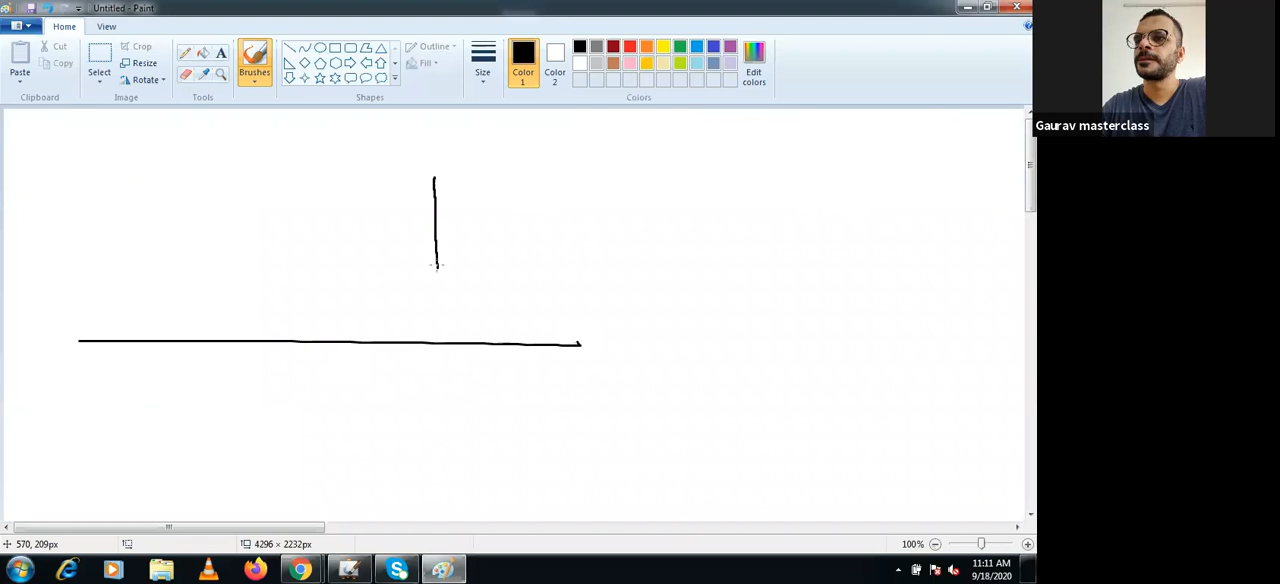 Untitled - Paint
Home View
Paste
Cut
Copy
Clipboard
Select
Crop
Resize
Rotate
Image
A
Tools
Brushes
Shapes
Outline
Fill
Size
Color 1
Color 2
Edit colors
Colors
Gaurav masterclass
570, 209px
4296 × 2232px
100%
11:11 AM
9/18/2020